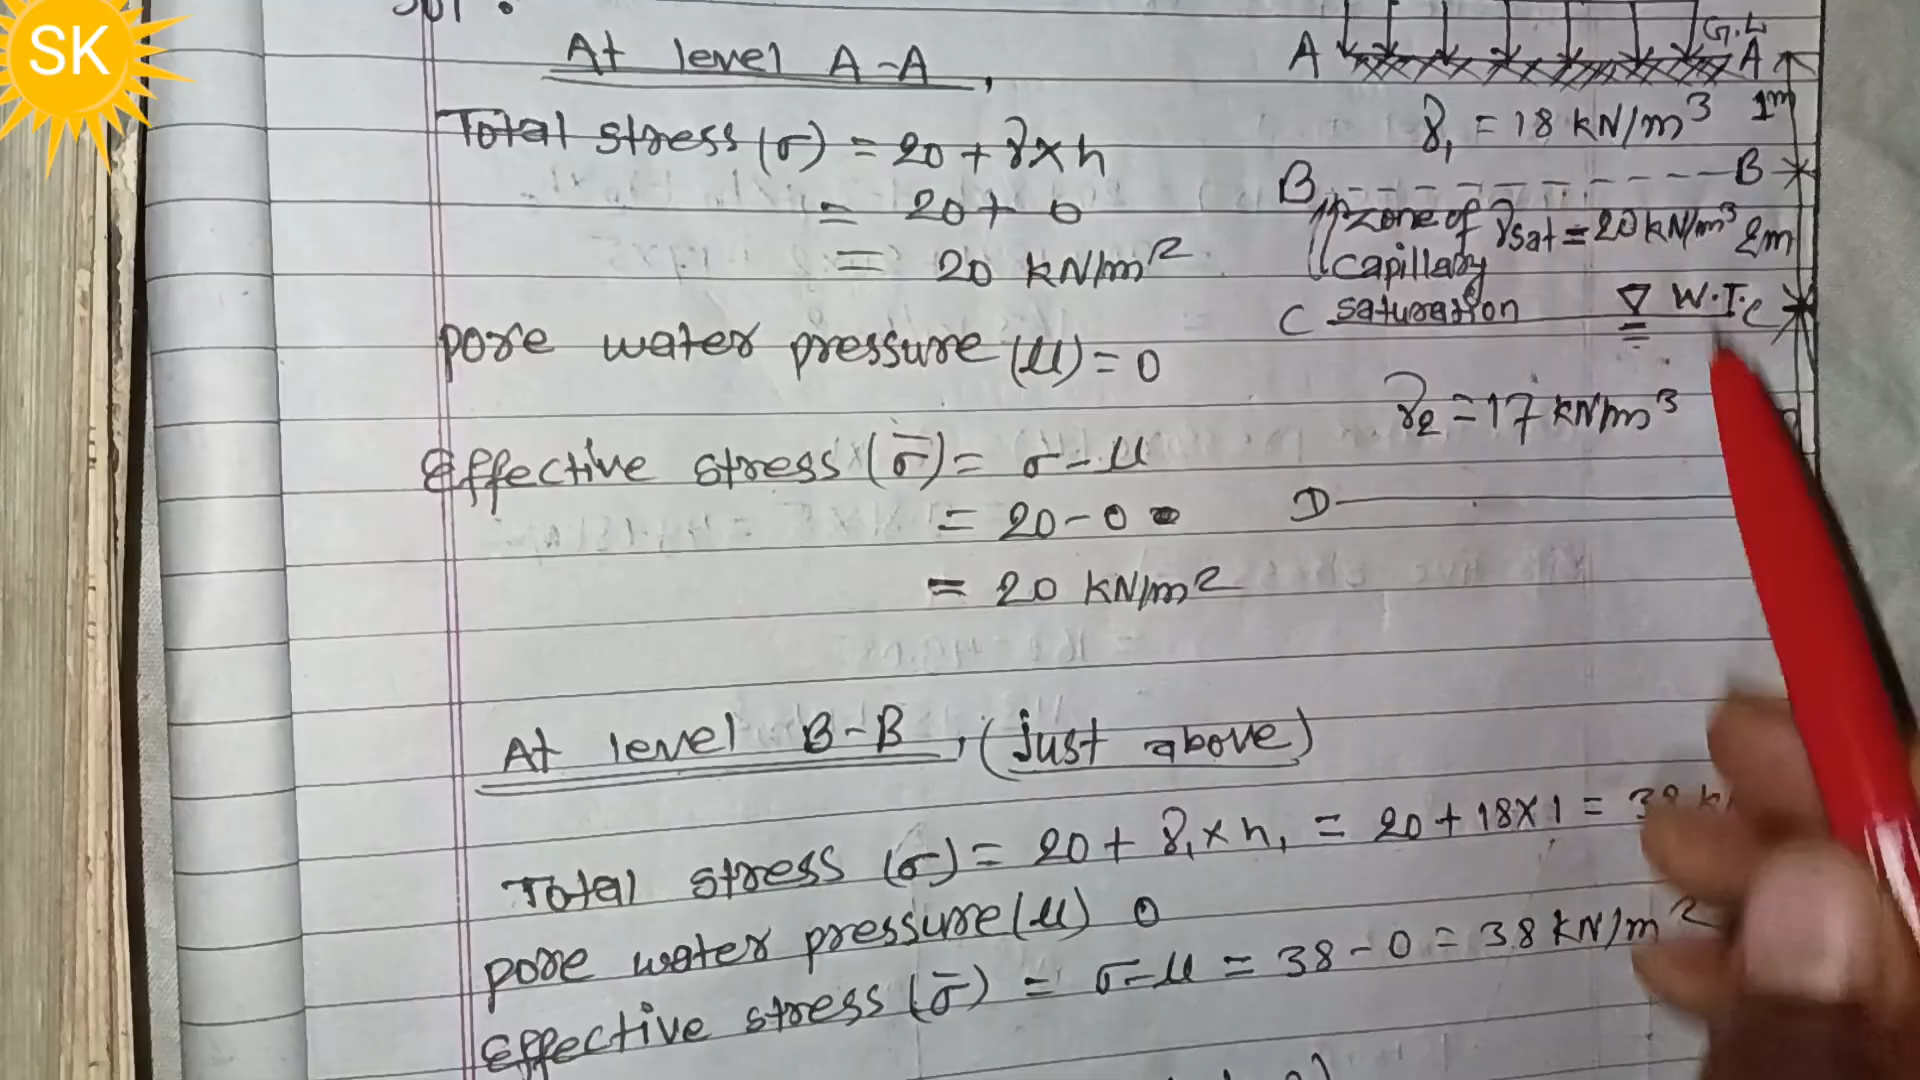 SK
Sol :
At level A-A,
Total stress (σ) = 20 + γ×h
= 20 + 0
= 20 kN/m2
pore water pressure (u) = 0
Effective stress (σ̄) = σ - u
= 20 - 0
= 20 kN/m2
At level B-B, (just above)
Total stress (σ) = 20 + γ₁×h₁ = 20 + 18×1 = 38
pore water pressure (u) 0
Effective stress (σ̄) = σ-u = 38 - 0 = 38 kN/m2
G.L
A A
γ₁ = 18 kN/m3 1m
B B
zone of γsat = 20 kN/m3 2m
capillary
saturation W.T.
C C
γ2 = 17 kN/m3
D